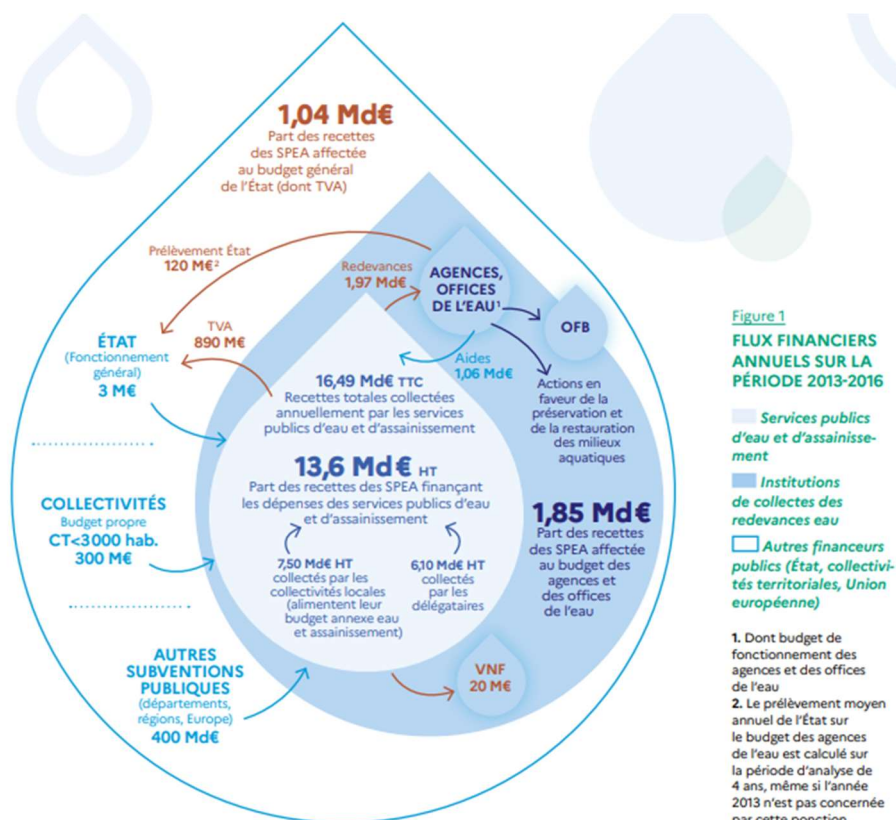 1,04 Md€
Part des recettes
des SPEA affectée
au budget général
de l'État (dont TVA)
Prélèvement État
120 M€²
Redevances
1,97 Md€
AGENCES,
OFFICES
DE L'EAU¹
OFB
TVA
890 M€
ÉTAT
(Fonctionnement
général)
3 M€
Aides
1,06 Md€
16,49 Md€ TTC
Recettes totales collectées
annuellement par les services
publics d'eau et d'assainissement
Actions en
faveur de la
préservation et
de la restauration
des milieux
aquatiques
13,6 Md€ HT
Part des recettes des SPEA finançant
les dépenses des services publics d'eau
et d'assainissement
COLLECTIVITÉS
Budget propre
CT<3000 hab.
300 M€
1,85 Md€
Part des recettes
des SPEA affectée
au budget des
agences et
des offices
de l'eau
7,50 Md€ HT
collectés par les
collectivités locales
(alimentent leur
budget annexe eau
et assainissement)
6,10 Md€ HT
collectés
par les
délégataires
AUTRES
SUBVENTIONS
PUBLIQUES
(départements,
régions, Europe)
400 Md€
VNF
20 M€
Figure 1
FLUX FINANCIERS
ANNUELS SUR LA
PÉRIODE 2013-2016
Services publics
d'eau et d'assainisse-
ment
Institutions
de collectes des
redevances eau
Autres financeurs
publics (État, collectivi-
tés territoriales, Union
européenne)
1. Dont budget de
fonctionnement des
agences et des offices
de l'eau
2. Le prélèvement moyen
annuel de l'État sur
le budget des agences
de l'eau est calculé sur
la période d'analyse de
4 ans, même si l'année
2013 n'est pas concernée
par cette ponction